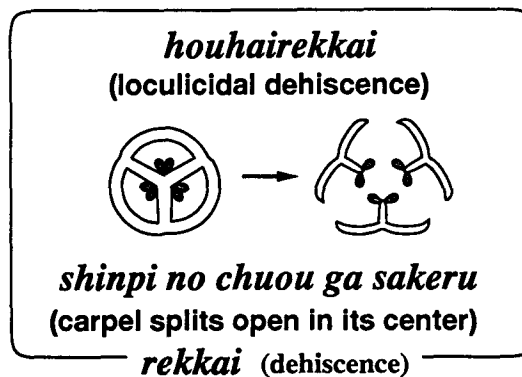 houhairekkai
(loculicidal dehiscence)
shinpi no chuou ga sakeru
(carpel splits open in its center)
rekkai (dehiscence)